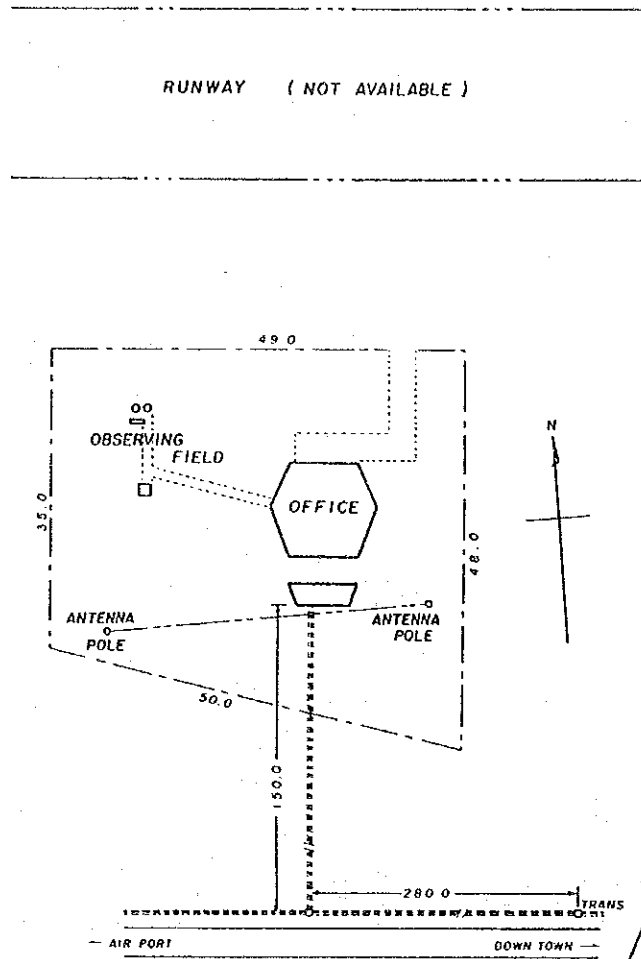 RUNWAY ( NOT AVAILABLE )
49.0
OBSERVING
FIELD
N
OFFICE
35.0
48.0
ANTENNA
POLE
ANTENNA
POLE
50.0
150.0
280.0
TRANS
← AIR PORT
DOWN TOWN →